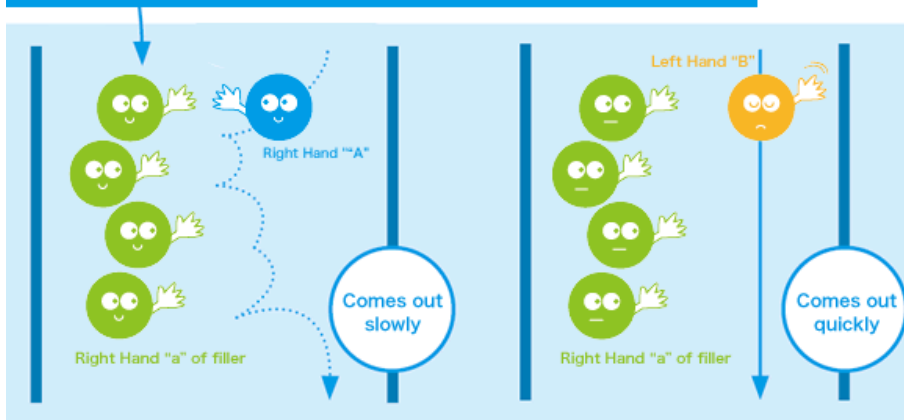 Right Hand "“A”
Comes out
slowly
Right Hand “a” of filler
Left Hand “B”
Comes out
quickly
Right Hand “a” of filler